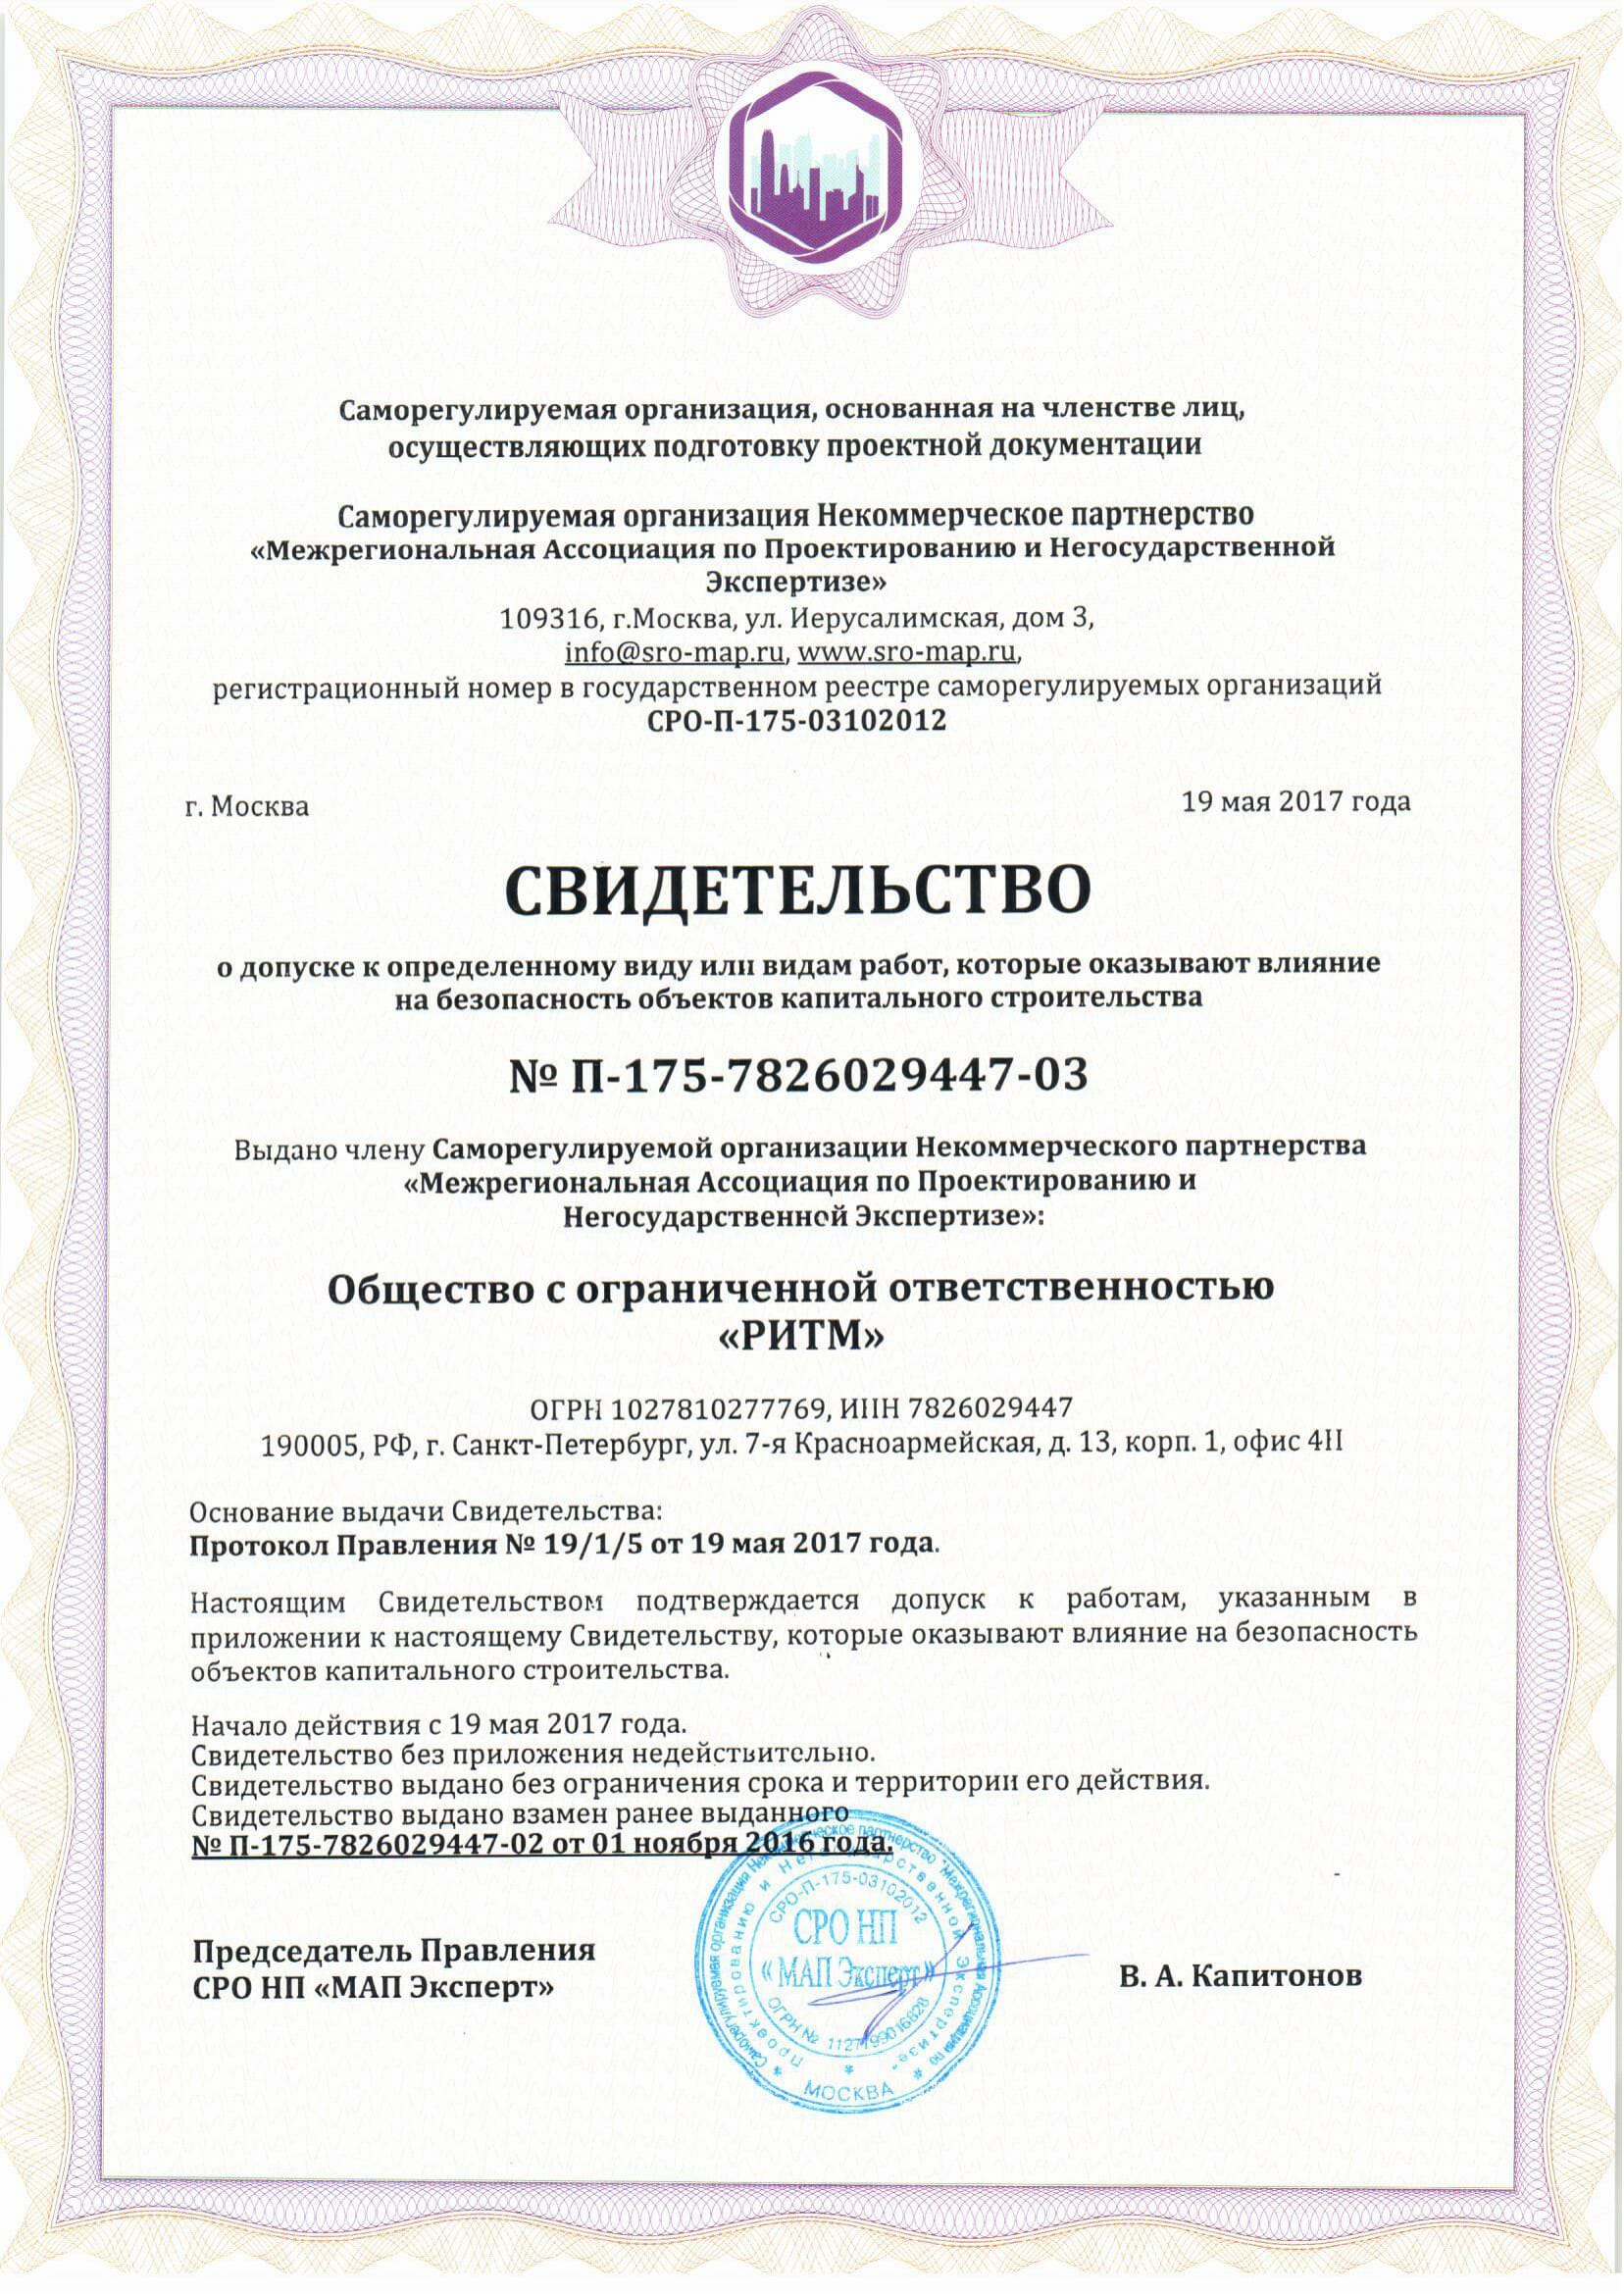 Саморегулируемая организация, основанная на членстве лиц,
осуществляющих подготовку проектной документации
Саморегулируемая организация Некоммерческое партнерство
«Межрегиональная Ассоциация по Проектированию и Негосударственной
Экспертизе»
109316, г.Москва, ул. Иерусалимская, дом 3,
info@sro-map.ru, www.sro-map.ru,
регистрационный номер в государственном реестре саморегулируемых организаций
СРО-П-175-03102012
г. Москва
19 мая 2017 года
СВИДЕТЕЛЬСТВО
о допуске к определенному виду или видам работ, которые оказывают влияние
на безопасность объектов капитального строительства
№ П-175-7826029447-03
Выдано члену Саморегулируемой организации Некоммерческого партнерства
«Межрегиональная Ассоциация по Проектированию и
Негосударственной Экспертизе»:
Общество с ограниченной ответственностью
«РИТМ»
ОГРН 1027810277769, ИНН 7826029447
190005, РФ, г. Санкт-Петербург, ул. 7-я Красноармейская, д. 13, корп. 1, офис 4П
Основание выдачи Свидетельства:
Протокол Правления № 19/1/5 от 19 мая 2017 года.
Настоящим Свидетельством подтверждается допуск к работам, указанным в
приложении к настоящему Свидетельству, которые оказывают влияние на безопасность
объектов капитального строительства.
Начало действия с 19 мая 2017 года.
Свидетельство без приложения недействительно.
Свидетельство выдано без ограничения срока и территории его действия.
Свидетельство выдано взамен ранее выданного
№ П-175-7826029447-02 от 01 ноября 2016 года.
Председатель Правления
СРО НП «МАП Эксперт»
В. А. Капитонов
Саморегулируемая организация Некоммерческое партнерство "Межрегиональная Ассоциация по
Проектированию и Негосударственной Экспертизе"
СРО-П-175-03102012
СРО НП
«МАП Эксперт»
ОГРН № 1127799016828
МОСКВА